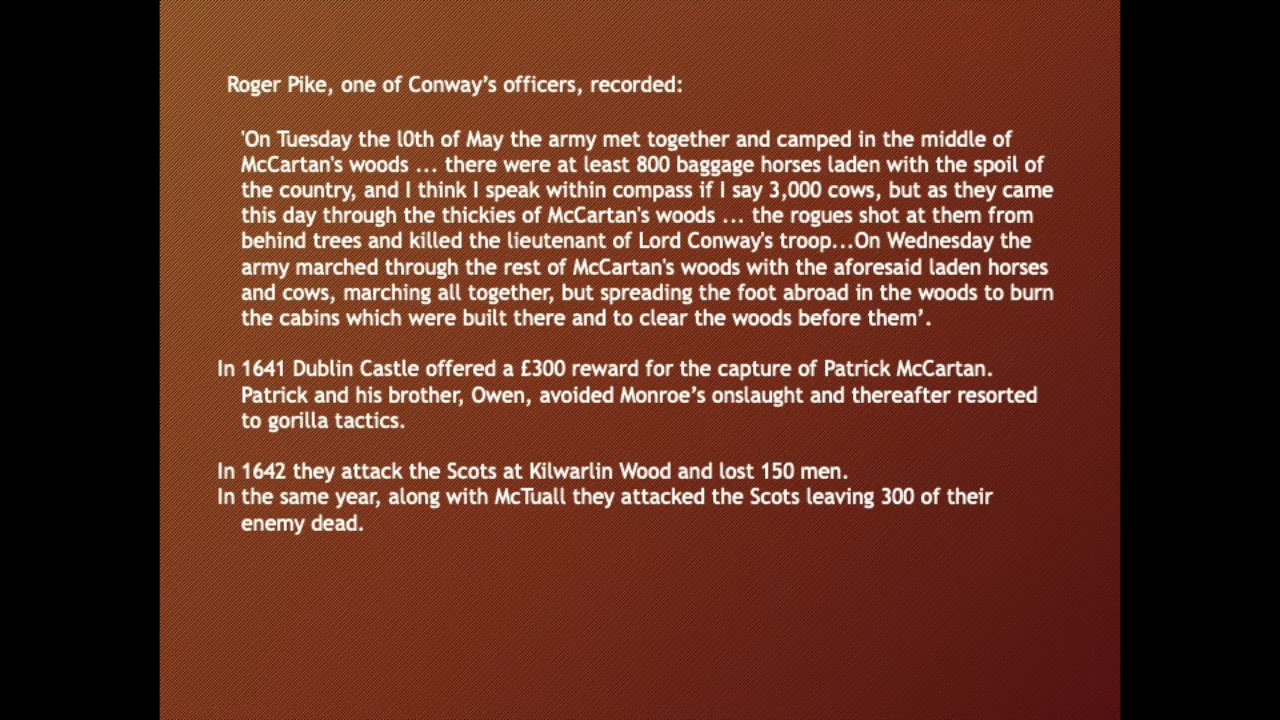 Roger Pike, one of Conway’s officers, recorded:
'On Tuesday the l0th of May the army met together and camped in the middle of
McCartan's woods ... there were at least 800 baggage horses laden with the spoil of
the country, and I think I speak within compass if I say 3,000 cows, but as they came
this day through the thickies of McCartan's woods ... the rogues shot at them from
behind trees and killed the lieutenant of Lord Conway's troop...On Wednesday the
army marched through the rest of McCartan's woods with the aforesaid laden horses
and cows, marching all together, but spreading the foot abroad in the woods to burn
the cabins which were built there and to clear the woods before them’.
In 1641 Dublin Castle offered a £300 reward for the capture of Patrick McCartan.
Patrick and his brother, Owen, avoided Monroe’s onslaught and thereafter resorted
to gorilla tactics.
In 1642 they attack the Scots at Kilwarlin Wood and lost 150 men.
In the same year, along with McTuall they attacked the Scots leaving 300 of their
enemy dead.